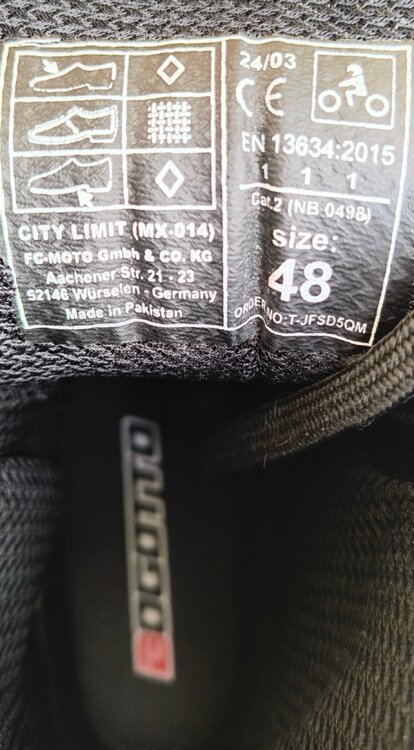 CITY LIMIT (MX-014)
FC-MOTO GmbH & CO. KG
Aachener Str. 21 - 23
52146 Würselen - Germany
Made in Pakistan
24/03
CE
EN 13634:2015
1 1 1
Cat.2 (NB 0498)
size:
48
ORDER NO:T-JFSD5QM